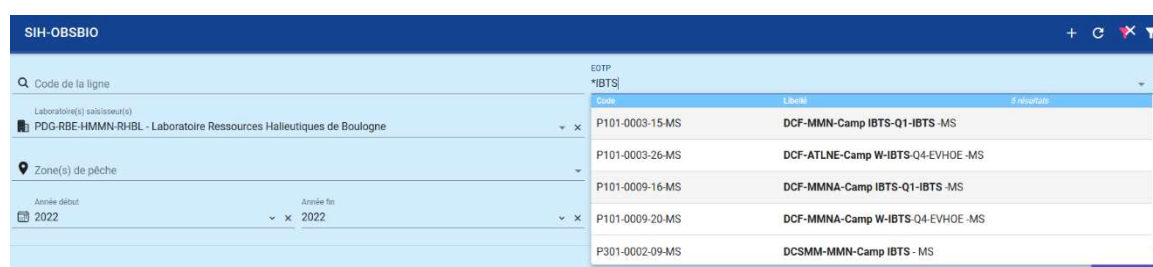 SIH-OBSBIO
Code de la ligne
Laboratoire(s) saisisseur(s)
PDG-RBE-HMMN-RHBL - Laboratoire Ressources Halieutiques de Boulogne
Zone(s) de pêche
Année début
2022
Année fin
2022
EOTP
*IBTS
Code Libellé 5 résultats
P101-0003-15-MS DCF-MMN-Camp IBTS-Q1-IBTS -MS
P101-0003-26-MS DCF-ATLNE-Camp W-IBTS-Q4-EVHOE -MS
P101-0009-16-MS DCF-MMNA-Camp IBTS-Q1-IBTS -MS
P101-0009-20-MS DCF-MMNA-Camp W-IBTS-Q4-EVHOE -MS
P301-0002-09-MS DCSMM-MMN-Camp IBTS - MS